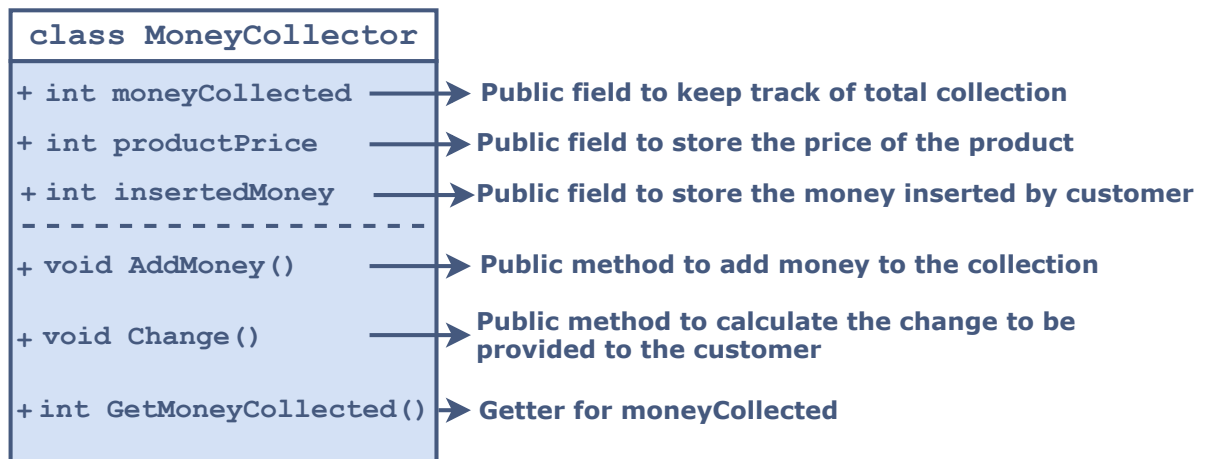 class MoneyCollector
+ int moneyCollected
Public field to keep track of total collection
+ int productPrice
Public field to store the price of the product
+ int insertedMoney
Public field to store the money inserted by customer
+ void AddMoney()
Public method to add money to the collection
+ void Change()
Public method to calculate the change to be
provided to the customer
+ int GetMoneyCollected()
Getter for moneyCollected